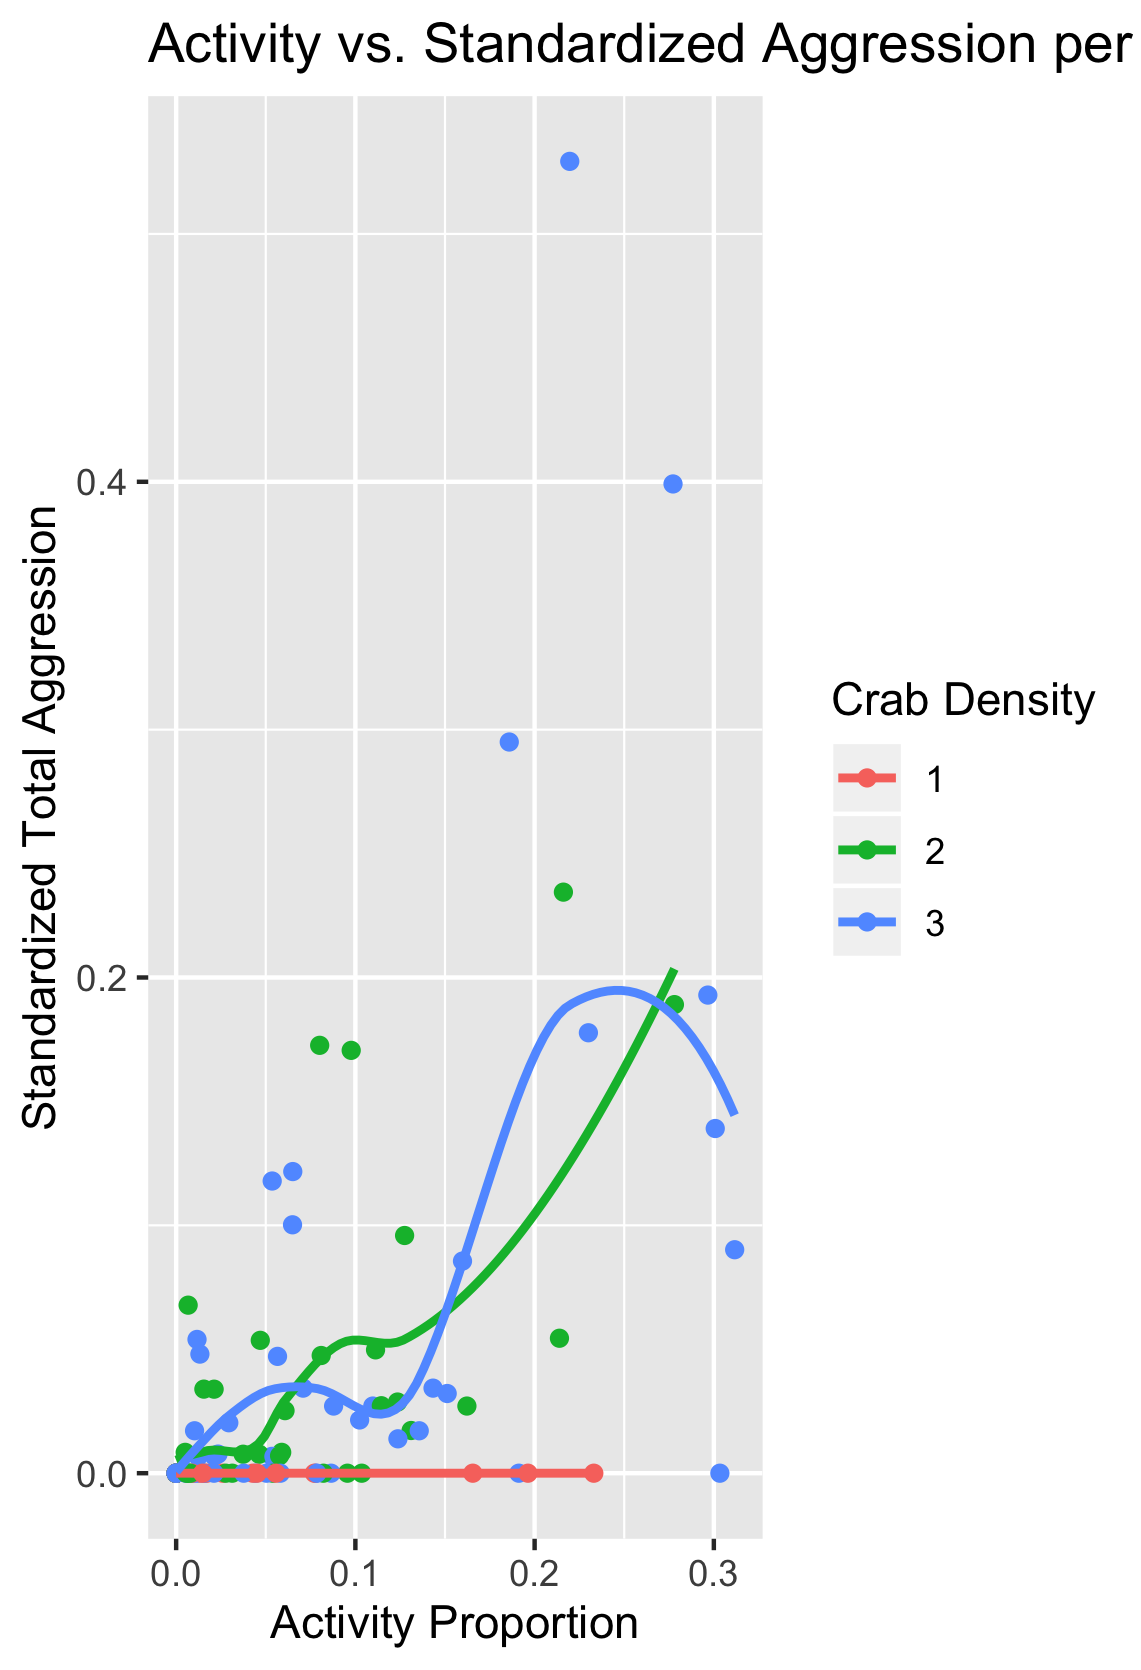 Activity vs. Standardized Aggression per
Standardized Total Aggression
0.4
0.2
0.0
0.0 0.1 0.2 0.3
Activity Proportion
Crab Density
1
2
3